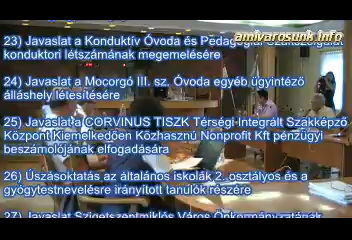 amivarosunk.info
23) Javaslat a Konduktív Óvoda és Pedagógiai Szakszolgálat
konduktori létszámának megemelésére
24) Javaslat a Mocorgó III. sz. Óvoda egyéb ügyintéző
álláshely létesítésére
25) Javaslat a CORVINUS TISZK Térségi Integrált Szakképző
Központ Kiemelkedően Közhasznú Nonprofit Kft pénzügyi
beszámolójának elfogadására
26) Úszásoktatás az általános iskolák 2. osztályos és a
gyógytestnevelésre irányított tanulók részére
27) Javaslat Szigetszentmiklós Város Önkormányzatának